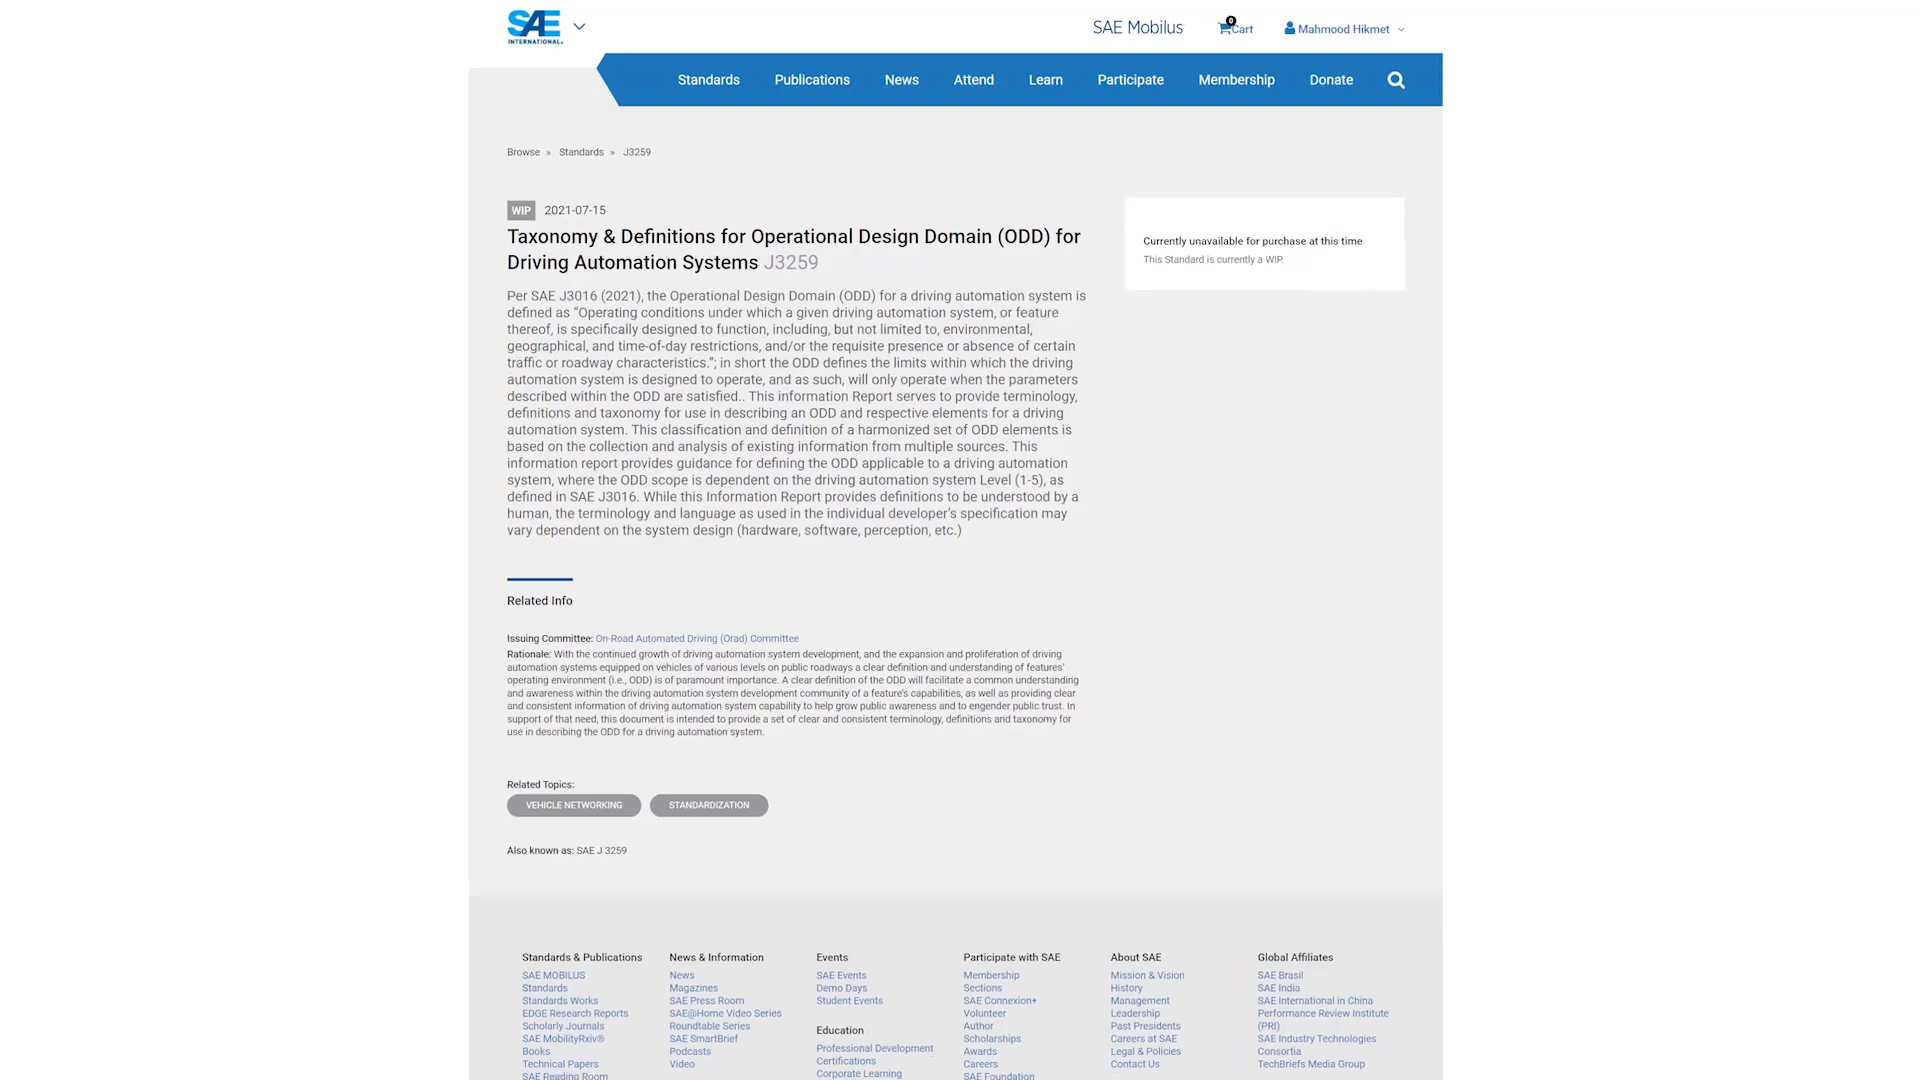 SAE
INTERNATIONAL®
SAE Mobilus
0
Cart
Mahmood Hikmet
Standards
Publications
News
Attend
Learn
Participate
Membership
Donate
Browse » Standards » J3259
WIP 2021-07-15
Taxonomy & Definitions for Operational Design Domain (ODD) for
Driving Automation Systems J3259
Per SAE J3016 (2021), the Operational Design Domain (ODD) for a driving automation system is
defined as “Operating conditions under which a given driving automation system, or feature
thereof, is specifically designed to function, including, but not limited to, environmental,
geographical, and time-of-day restrictions, and/or the requisite presence or absence of certain
traffic or roadway characteristics.”; in short the ODD defines the limits within which the driving
automation system is designed to operate, and as such, will only operate when the parameters
described within the ODD are satisfied.. This information Report serves to provide terminology,
definitions and taxonomy for use in describing an ODD and respective elements for a driving
automation system. This classification and definition of a harmonized set of ODD elements is
based on the collection and analysis of existing information from multiple sources. This
information report provides guidance for defining the ODD applicable to a driving automation
system, where the ODD scope is dependent on the driving automation system Level (1-5), as
defined in SAE J3016. While this Information Report provides definitions to be understood by a
human, the terminology and language as used in the individual developer’s specification may
vary dependent on the system design (hardware, software, perception, etc.)
Currently unavailable for purchase at this time
This Standard is currently a WIP.
Related Info
Issuing Committee: On-Road Automated Driving (Orad) Committee
Rationale: With the continued growth of driving automation system development, and the expansion and proliferation of driving
automation systems equipped on vehicles of various levels on public roadways a clear definition and understanding of features’
operating environment (i.e., ODD) is of paramount importance. A clear definition of the ODD will facilitate a common understanding
and awareness within the driving automation system development community of a feature’s capabilities, as well as providing clear
and consistent information of driving automation system capability to help grow public awareness and to engender public trust. In
support of that need, this document is intended to provide a set of clear and consistent terminology, definitions and taxonomy for
use in describing the ODD for a driving automation system.
Related Topics:
VEHICLE NETWORKING
STANDARDIZATION
Also known as: SAE J 3259
Standards & Publications
SAE MOBILUS
Standards
Standards Works
EDGE Research Reports
Scholarly Journals
SAE MobilityRxiv®
Books
Technical Papers
SAE Reading Room
News & Information
News
Magazines
SAE Press Room
SAE@Home Video Series
Roundtable Series
SAE SmartBrief
Podcasts
Video
Events
SAE Events
Demo Days
Student Events
Education
Professional Development
Certifications
Corporate Learning
Participate with SAE
Membership
Sections
SAE Connexion+
Volunteer
Author
Scholarships
Awards
Careers
SAE Foundation
About SAE
Mission & Vision
History
Management
Leadership
Past Presidents
Careers at SAE
Legal & Policies
Contact Us
Global Affiliates
SAE Brasil
SAE India
SAE International in China
Performance Review Institute
(PRI)
SAE Industry Technologies
Consortia
TechBriefs Media Group